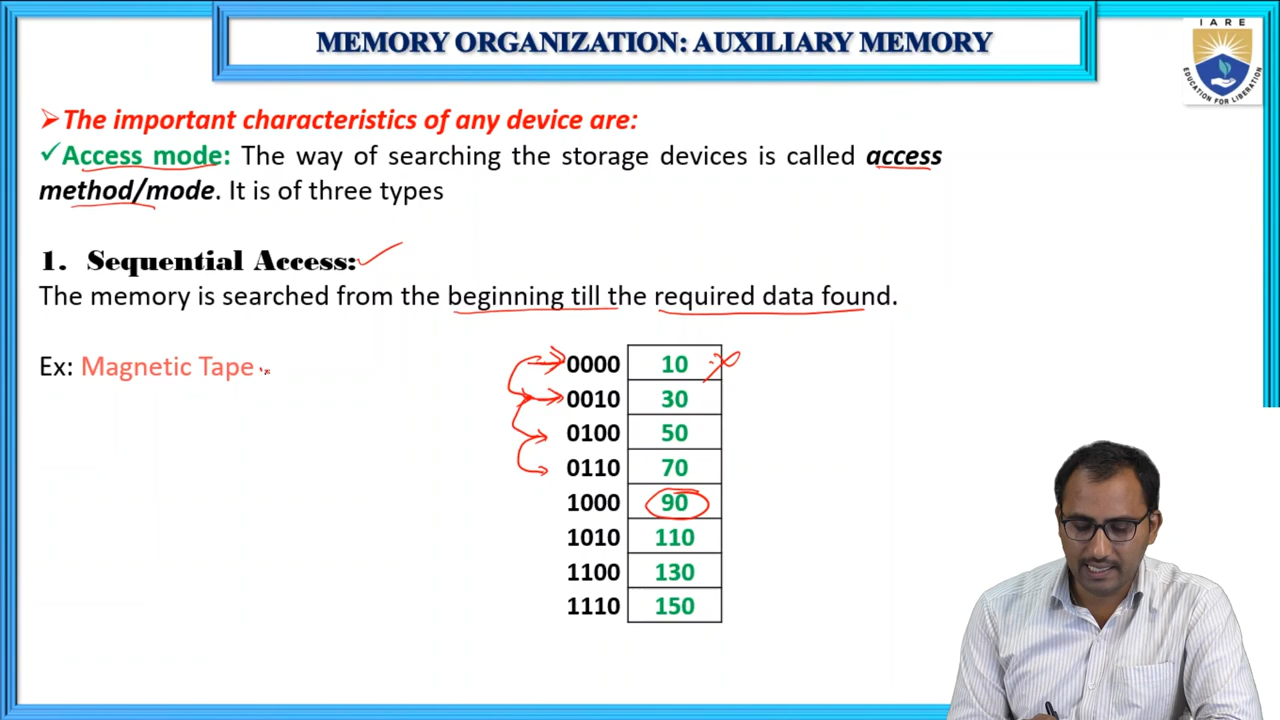 MEMORY ORGANIZATION: AUXILIARY MEMORY
IARE
EDUCATION FOR LIBERATION
The important characteristics of any device are:
Access mode: The way of searching the storage devices is called access
method/mode. It is of three types
1. Sequential Access:
The memory is searched from the beginning till the required data found.
Ex: Magnetic Tape
0000 10
0010 30
0100 50
0110 70
1000 90
1010 110
1100 130
1110 150